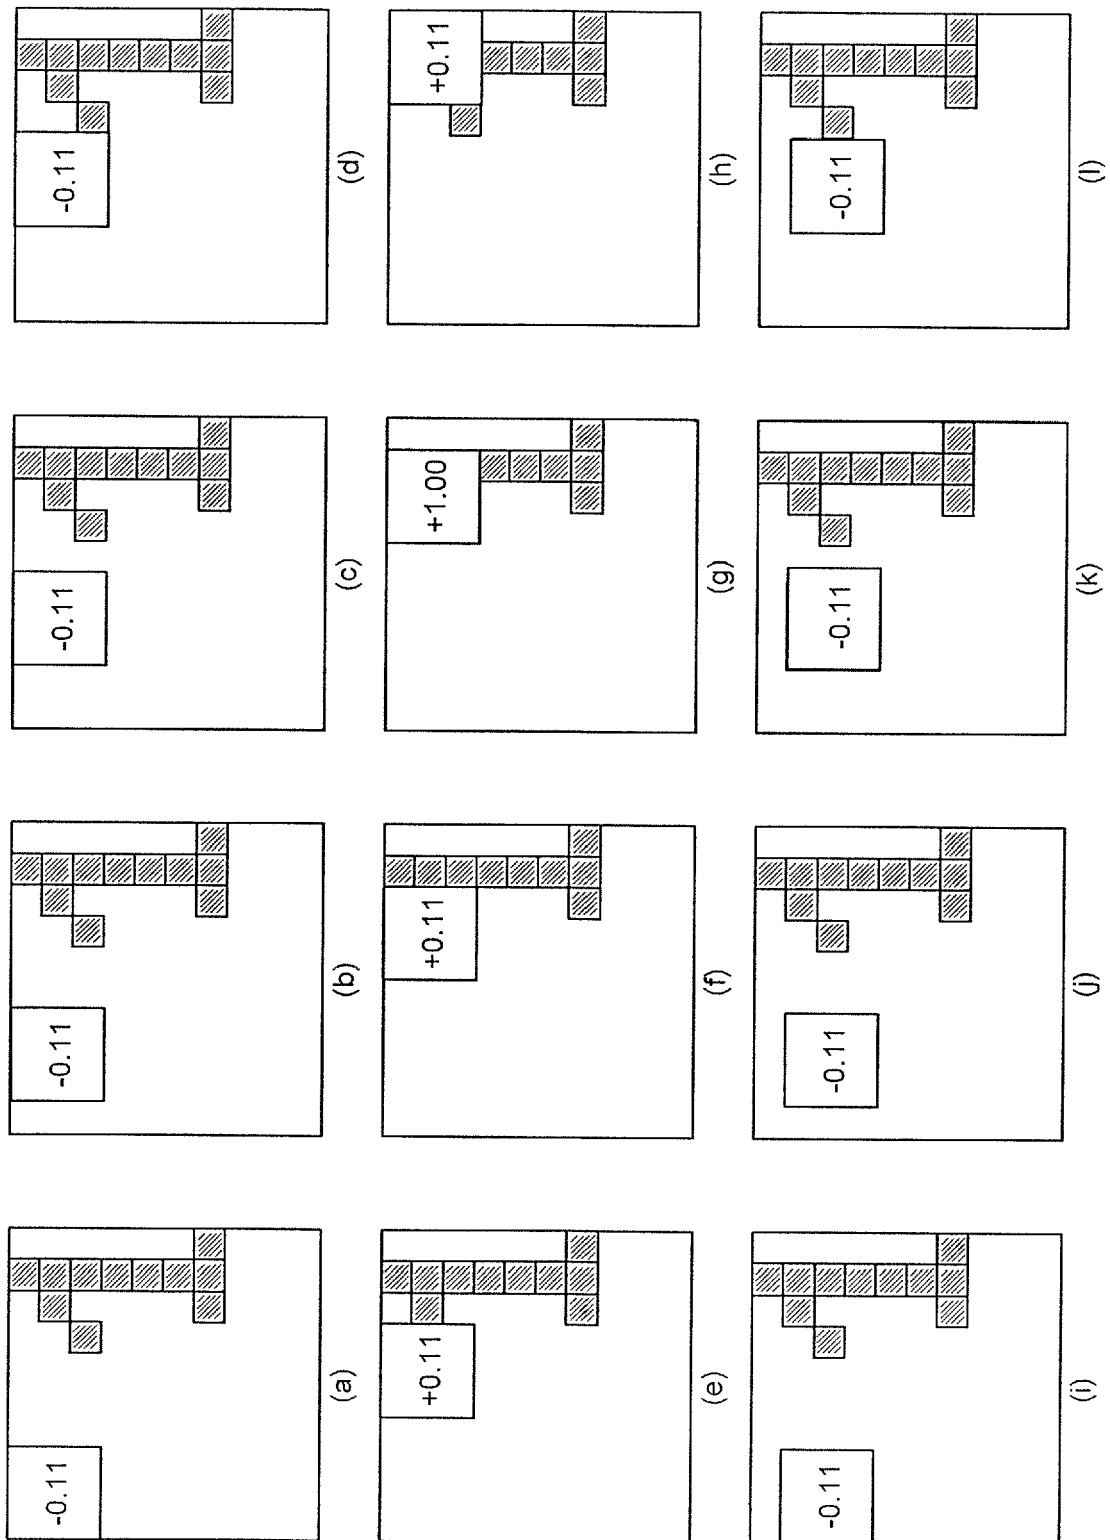 -0.11
-0.11
-0.11
-0.11
(a)
(b)
(c)
(d)
+0.11
+0.11
+1.00
+0.11
(e)
(f)
(g)
(h)
-0.11
-0.11
-0.11
-0.11
(i)
(j)
(k)
(l)